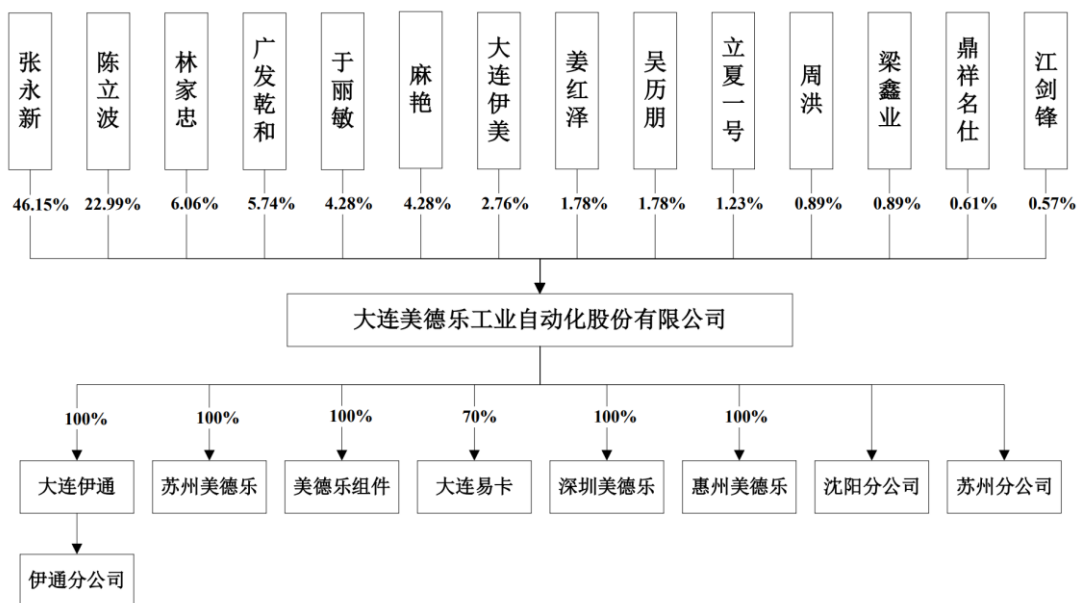 张永新
陈立波
林家忠
广发乾和
于丽敏
麻艳
大连伊美
姜红泽
吴历朋
立夏一号
周洪
梁鑫业
鼎祥名仕
江剑锋
46.15%
22.99%
6.06%
5.74%
4.28%
4.28%
2.76%
1.78%
1.78%
1.23%
0.89%
0.89%
0.61%
0.57%
大连美德乐工业自动化股份有限公司
100%
100%
100%
70%
100%
100%
大连伊通
苏州美德乐
美德乐组件
大连易卡
深圳美德乐
惠州美德乐
沈阳分公司
苏州分公司
伊通分公司